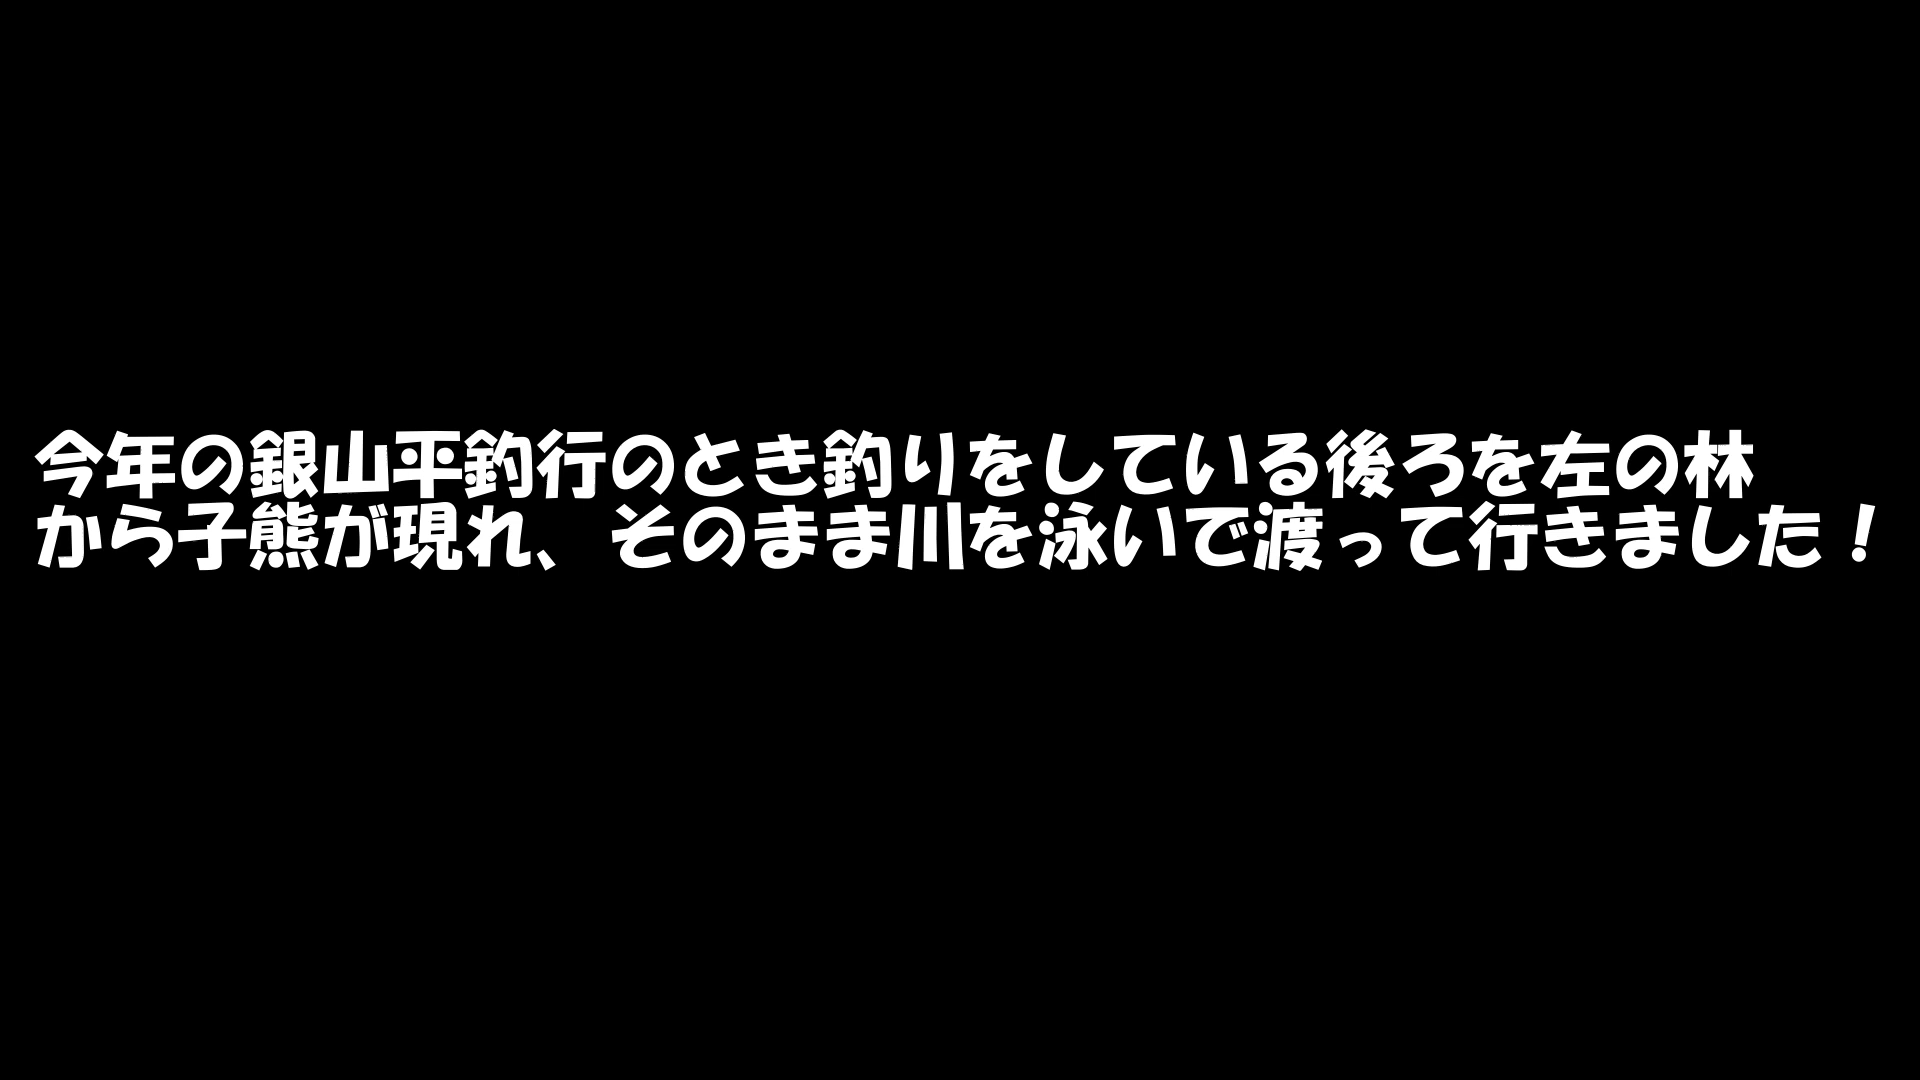 今年の銀山平釣行のとき釣りをしている後ろを左の林
から子熊が現れ、そのまま川を泳いで渡って行きました！